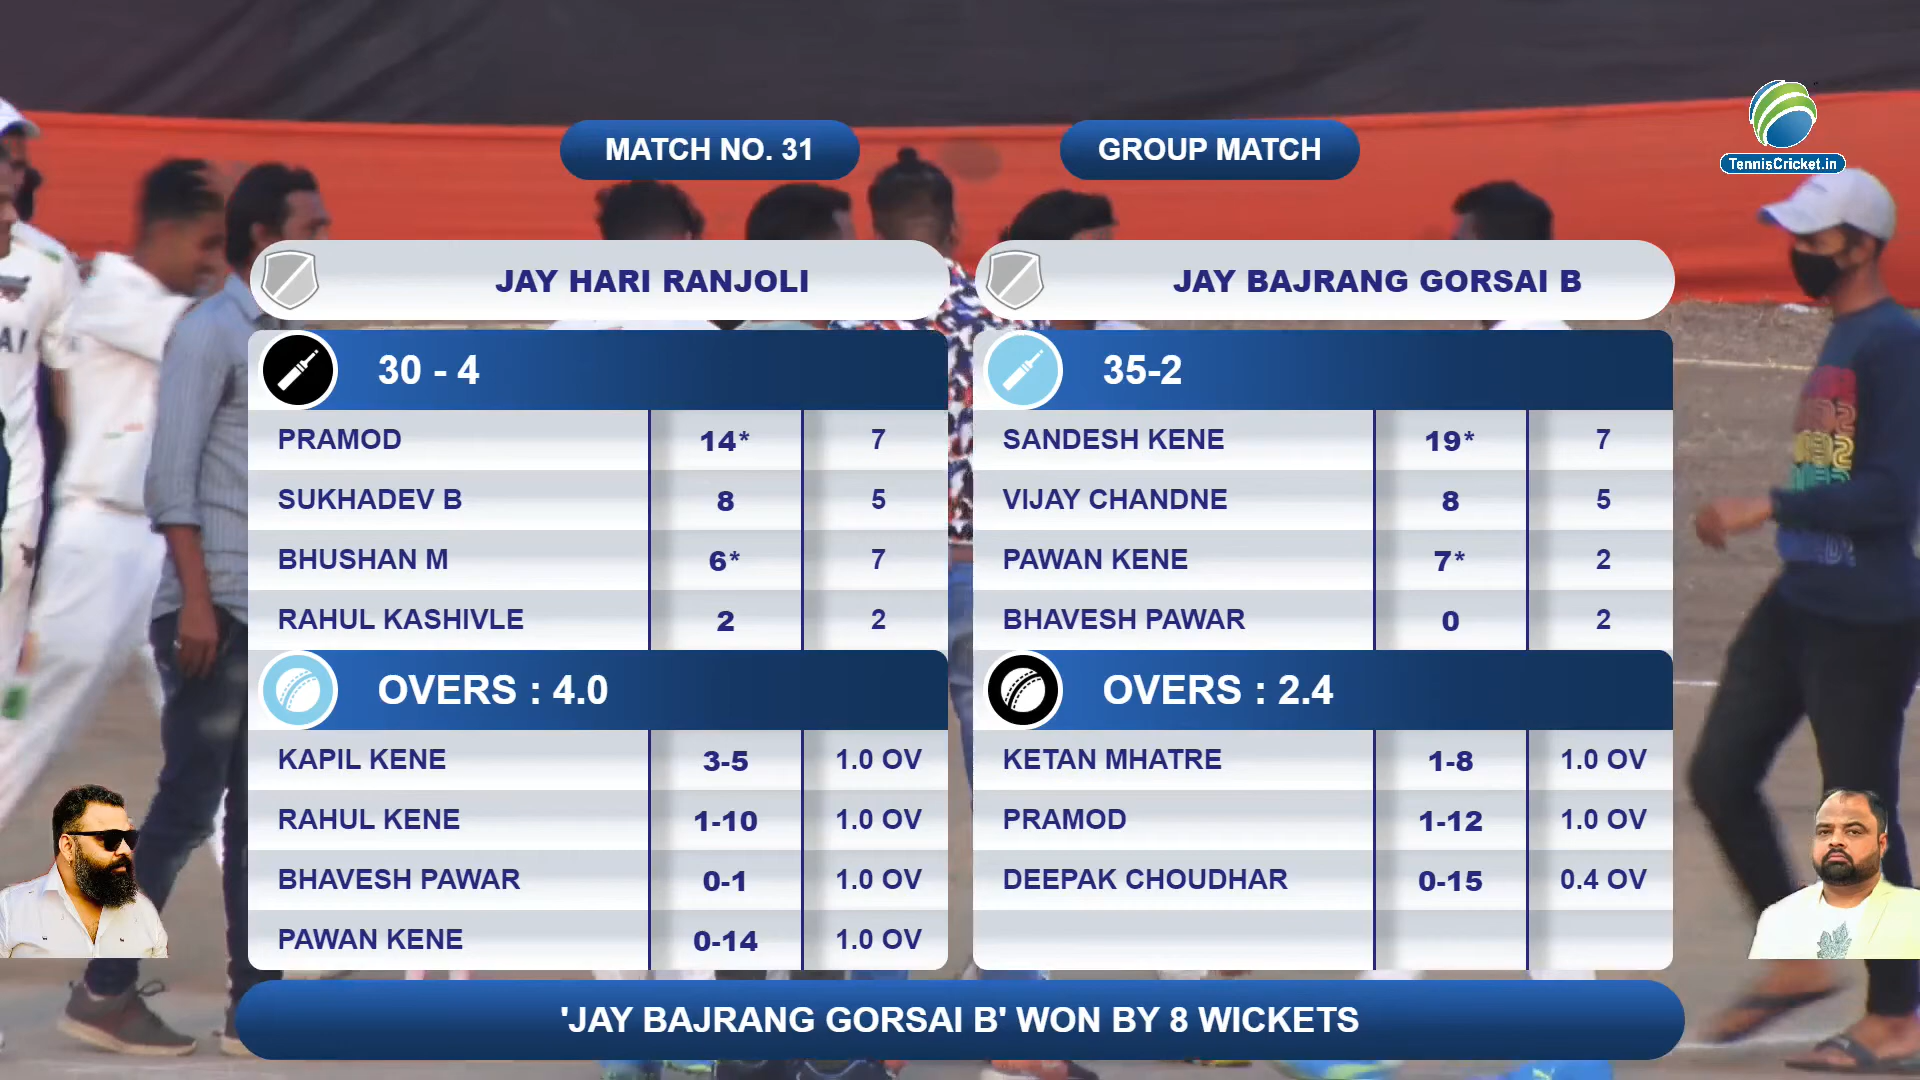 MATCH NO. 31
GROUP MATCH
TennisCricket.in
JAY HARI RANJOLI
30 - 4
PRAMOD 14* 7
SUKHADEV B 8 5
BHUSHAN M 6* 7
RAHUL KASHIVLE 2 2
OVERS : 4.0
KAPIL KENE 3-5 1.0 OV
RAHUL KENE 1-10 1.0 OV
BHAVESH PAWAR 0-1 1.0 OV
PAWAN KENE 0-14 1.0 OV
JAY BAJRANG GORSAI B
35-2
SANDESH KENE 19* 7
VIJAY CHANDNE 8 5
PAWAN KENE 7* 2
BHAVESH PAWAR 0 2
OVERS : 2.4
KETAN MHATRE 1-8 1.0 OV
PRAMOD 1-12 1.0 OV
DEEPAK CHOUDHAR 0-15 0.4 OV
'JAY BAJRANG GORSAI B' WON BY 8 WICKETS